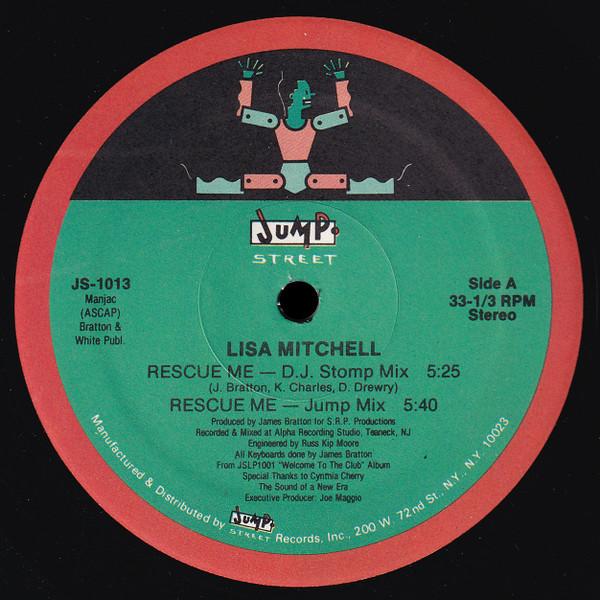 JUMP.
STREET
JS-1013
Manjac
(ASCAP)
Bratton &
White Publ.
Side A
33-1/3 RPM
Stereo
LISA MITCHELL
RESCUE ME — D.J. Stomp Mix 5:25
(J. Bratton, K. Charles, D. Drewry)
RESCUE ME — Jump Mix 5:40
Produced by James Bratton for S.R.P. Productions
Recorded & Mixed at Alpha Recording Studio, Teaneck, NJ
Engineered by Russ Kip Moore
All Keyboards done by James Bratton
From JSLP1001 "Welcome To The Club" Album
Special Thanks to Cynthia Cherry
The Sound of a New Era
Executive Producer: Joe Maggio
Manufactured & Distributed by JUMP. STREET Records, Inc., 200 W. 72nd St., N.Y., N.Y. 10023